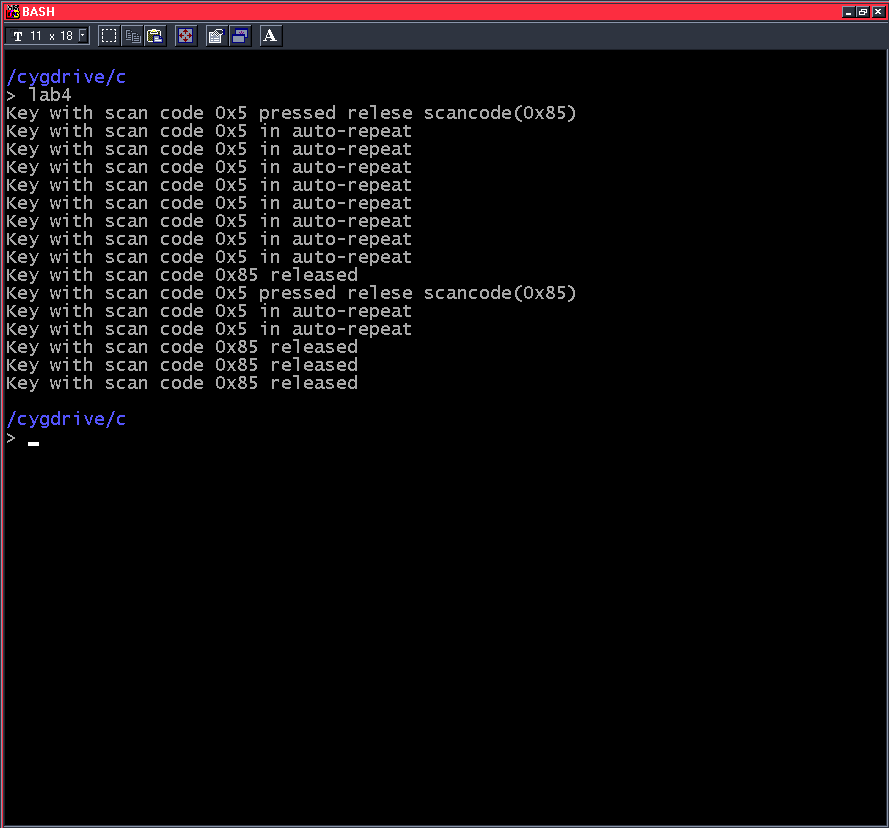 BASH
T 11 x 18 A
/cygdrive/c
> lab4
Key with scan code 0x5 pressed relese scancode(0x85)
Key with scan code 0x5 in auto-repeat
Key with scan code 0x5 in auto-repeat
Key with scan code 0x5 in auto-repeat
Key with scan code 0x5 in auto-repeat
Key with scan code 0x5 in auto-repeat
Key with scan code 0x5 in auto-repeat
Key with scan code 0x5 in auto-repeat
Key with scan code 0x5 in auto-repeat
Key with scan code 0x85 released
Key with scan code 0x5 pressed relese scancode(0x85)
Key with scan code 0x5 in auto-repeat
Key with scan code 0x5 in auto-repeat
Key with scan code 0x85 released
Key with scan code 0x85 released
Key with scan code 0x85 released
/cygdrive/c
> _